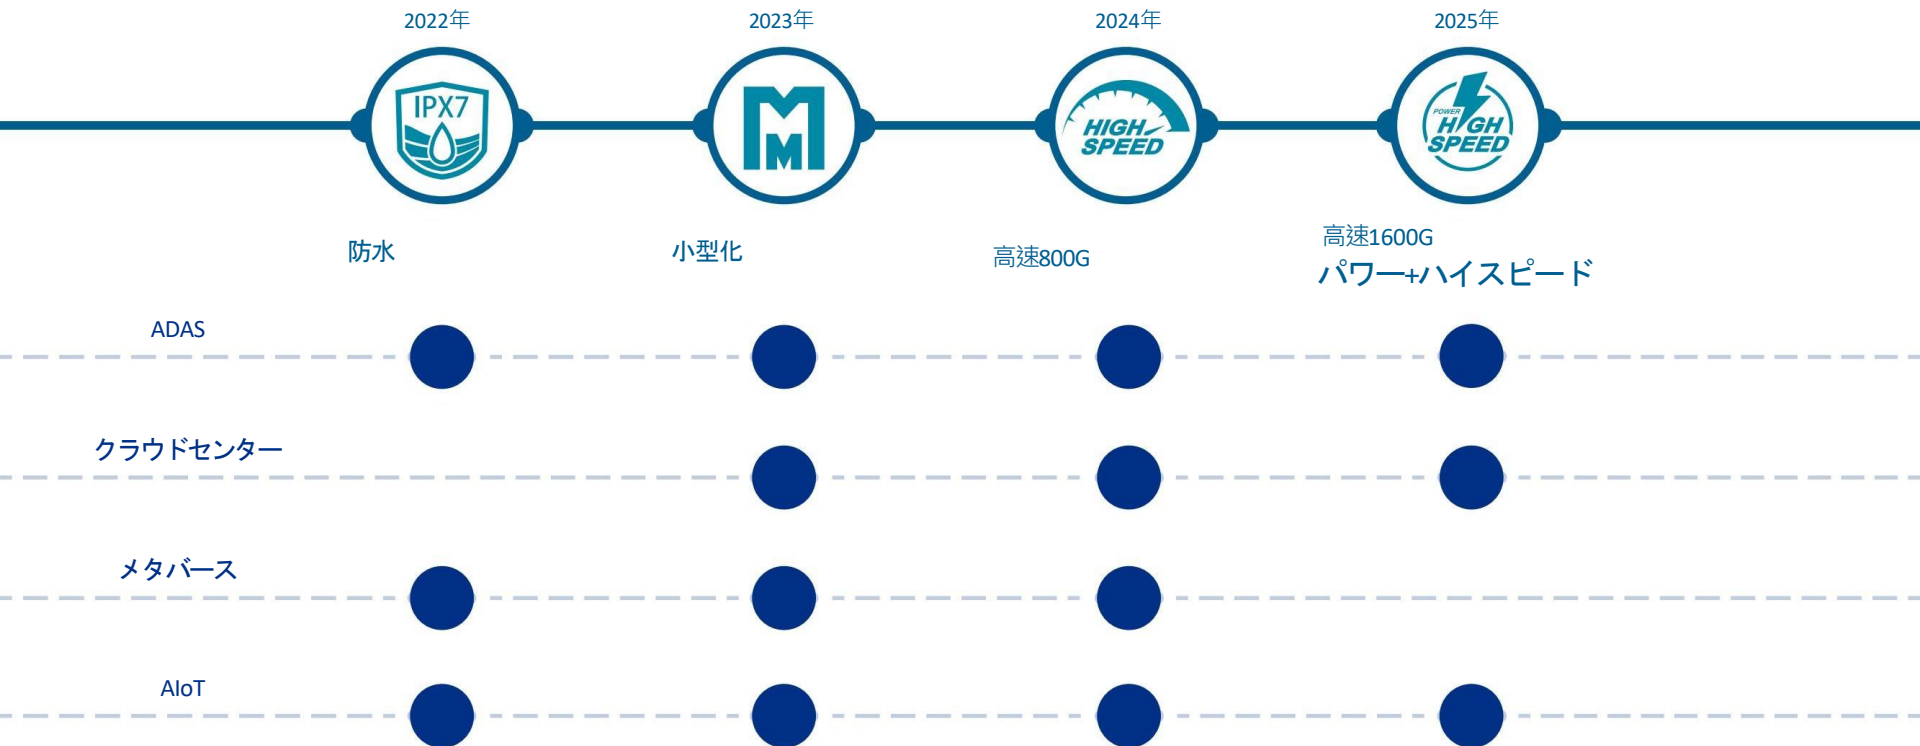 2022年
2023年
2024年
2025年
IPX7
MM
HIGH
SPEED
POWER
HIGH
SPEED
防水
小型化
高速800G
高速1600G
パワー+ハイスピード
ADAS
クラウドセンター
メタバース
AIoT